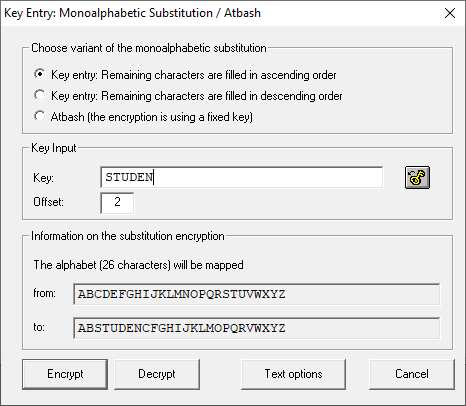 Key Entry: Monoalphabetic Substitution / Atbash
Choose variant of the monoalphabetic substitution
Key entry: Remaining characters are filled in ascending order
Key entry: Remaining characters are filled in descending order
Atbash (the encryption is using a fixed key)
Key Input
Key: STUDEN
Offset: 2
Information on the substitution encryption
The alphabet (26 characters) will be mapped
from: ABCDEFGHIJKLMNOPQRSTUVWXYZ
to: ABSTUDENCFGHIJKLMOPQRVWXYZ
Encrypt Decrypt Text options Cancel